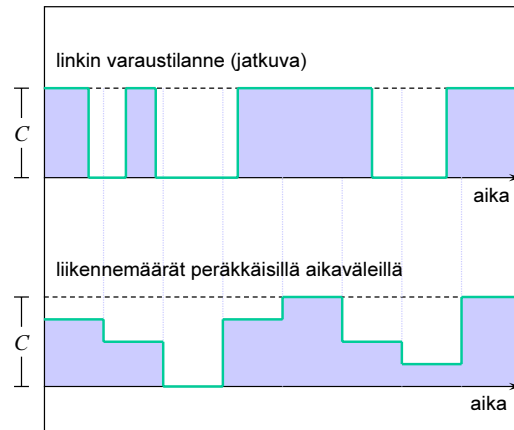 linkin varaustilanne (jatkuva)
C
aika
liikennemäärät peräkkäisillä aikaväleillä
C
aika